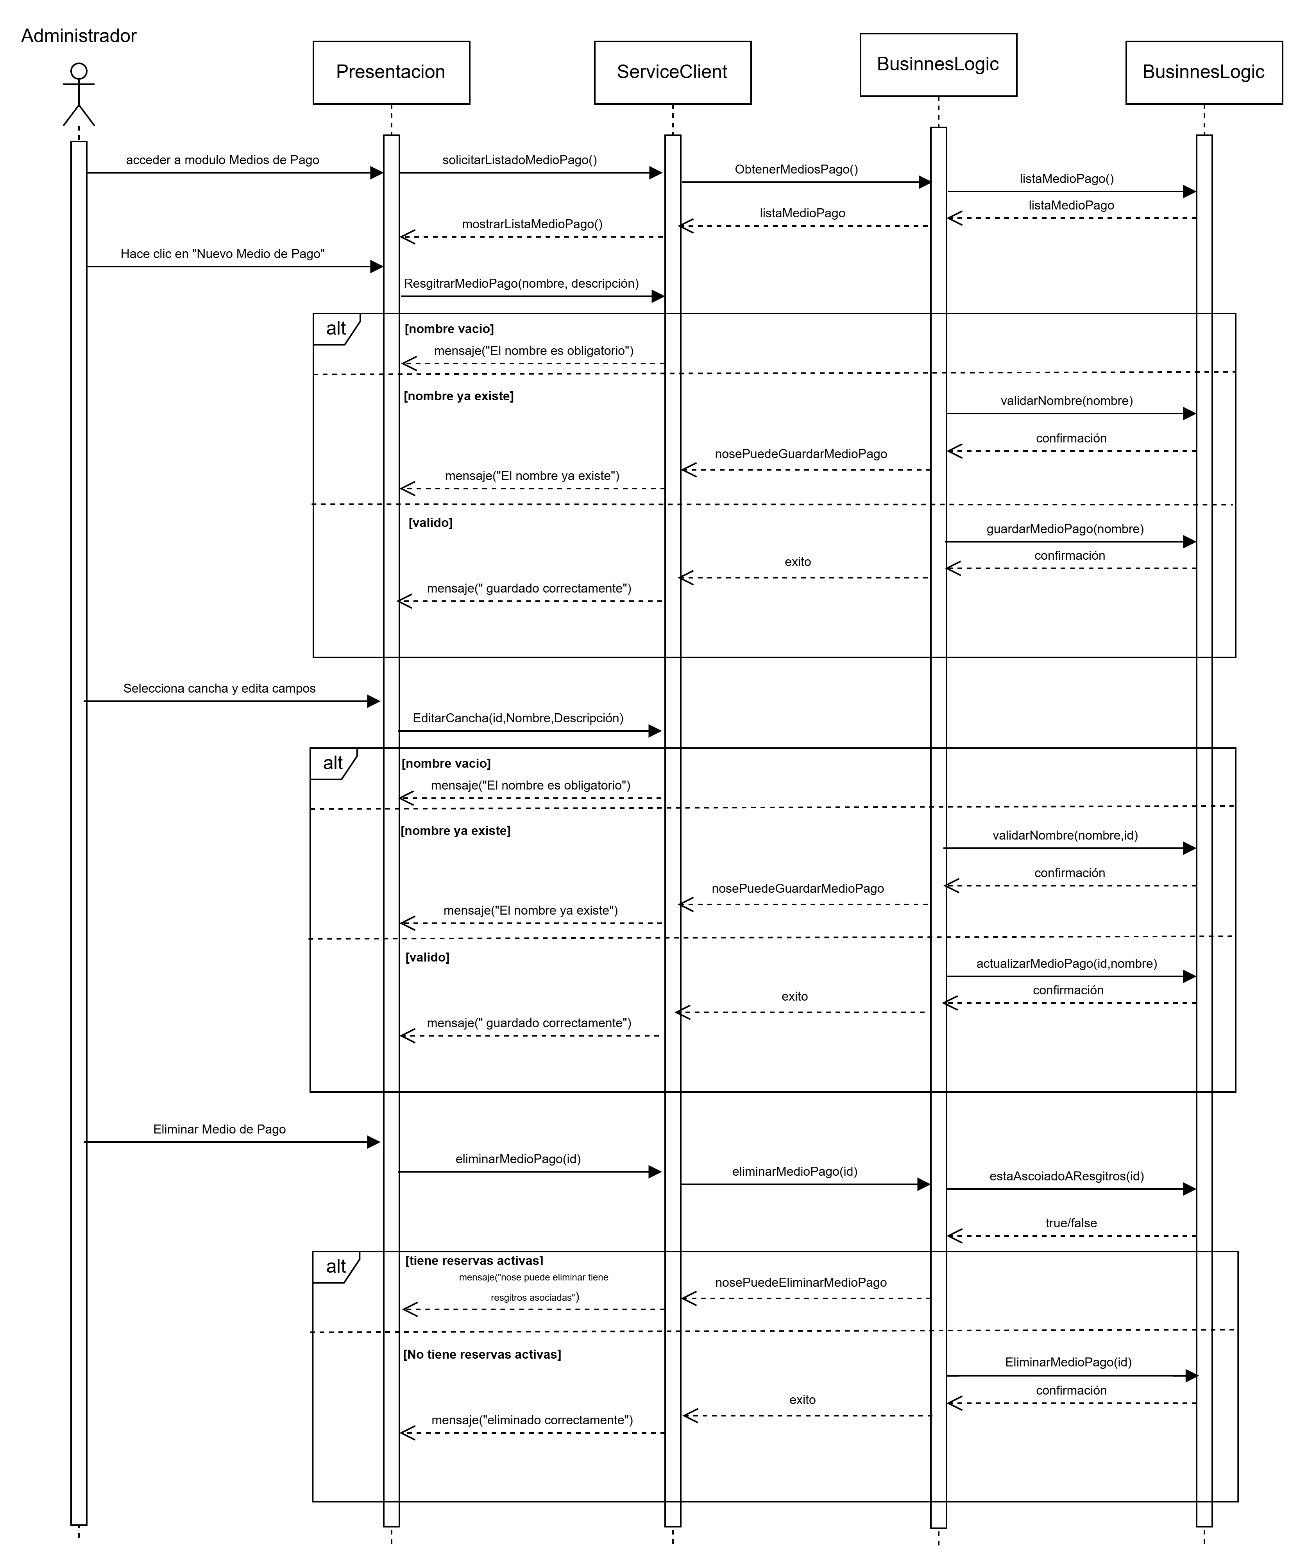 Administrador
Presentacion
ServiceClient
BusinnesLogic
BusinnesLogic
acceder a modulo Medios de Pago
solicitarListadoMedioPago()
ObtenerMediosPago()
listaMedioPago()
listaMedioPago
listaMedioPago
mostrarListaMedioPago()
Hace clic en "Nuevo Medio de Pago"
ResgitrarMedioPago(nombre, descripción)
alt
[nombre vacio]
mensaje("El nombre es obligatorio")
[nombre ya existe]
validarNombre(nombre)
confirmación
nosePuedeGuardarMedioPago
mensaje("El nombre ya existe")
[valido]
guardarMedioPago(nombre)
confirmación
exito
mensaje(" guardado correctamente")
Selecciona cancha y edita campos
EditarCancha(id,Nombre,Descripción)
alt
[nombre vacio]
mensaje("El nombre es obligatorio")
[nombre ya existe]
validarNombre(nombre,id)
confirmación
nosePuedeGuardarMedioPago
mensaje("El nombre ya existe")
[valido]
actualizarMedioPago(id,nombre)
confirmación
exito
mensaje(" guardado correctamente")
Eliminar Medio de Pago
eliminarMedioPago(id)
eliminarMedioPago(id)
estaAscoiadoAResgitros(id)
true/false
alt
[tiene reservas activas]
mensaje("nose puede eliminar tiene
resgitros asociadas")
nosePuedeEliminarMedioPago
[No tiene reservas activas]
EliminarMedioPago(id)
confirmación
exito
mensaje("eliminado correctamente")